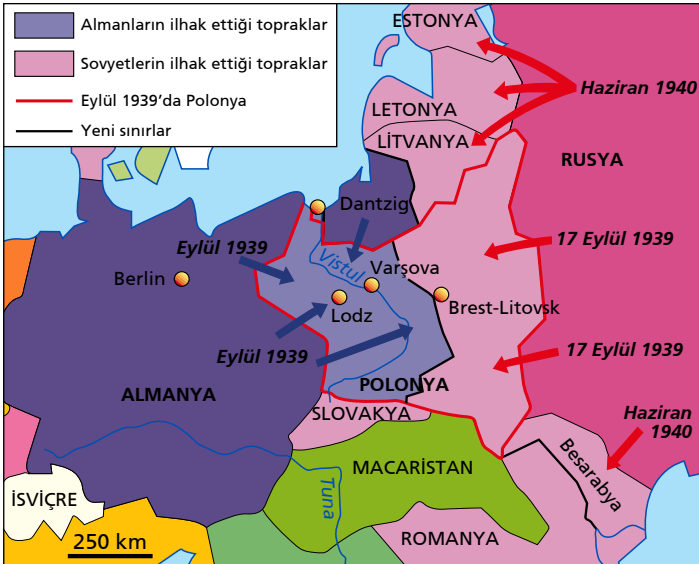 Almanların ilhak ettiği topraklar
Sovyetlerin ilhak ettiği topraklar
Eylül 1939'da Polonya
Yeni sınırlar
ESTONYA
Haziran 1940
LETONYA
LİTVANYA
RUSYA
Dantzig
Eylül 1939
17 Eylül 1939
Vistul
Varşova
Berlin
Brest-Litovsk
Lodz
Eylül 1939
17 Eylül 1939
POLONYA
ALMANYA
SLOVAKYA
Haziran
1940
Besarabya
MACARİSTAN
İSVİÇRE
Tuna
ROMANYA
250 km